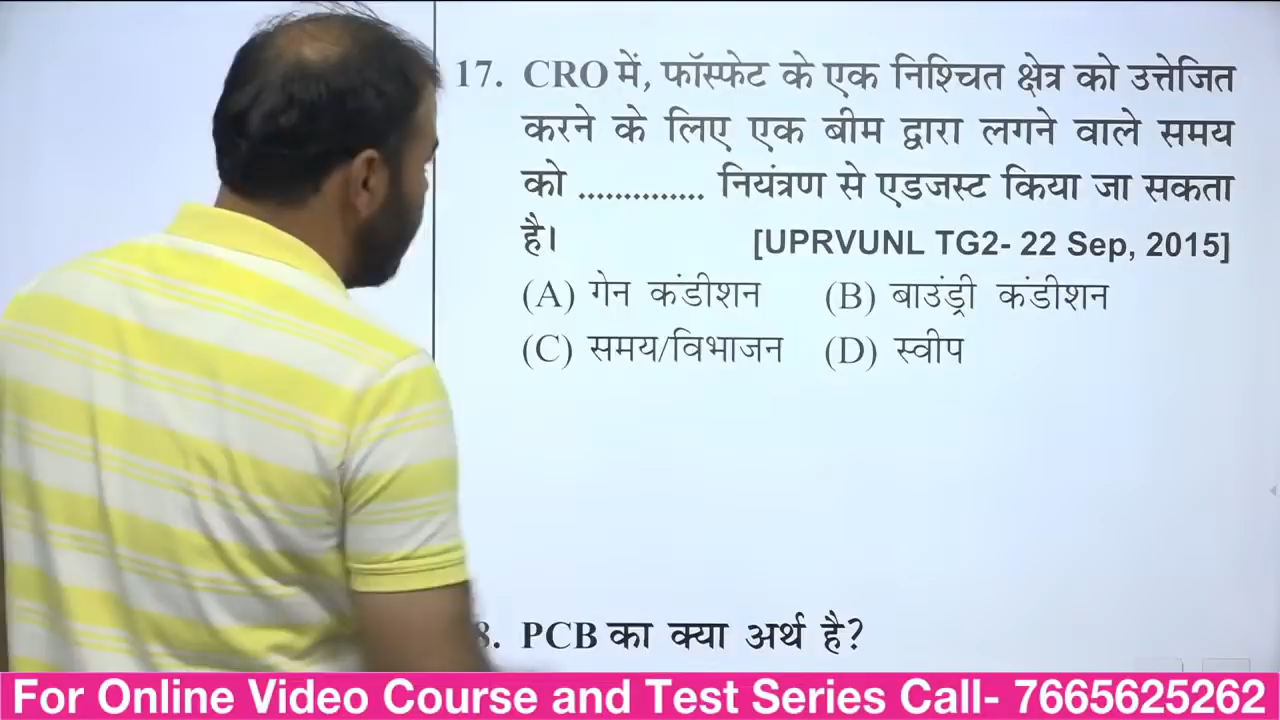 17. CRO में, फॉस्फेट के एक निश्चित क्षेत्र को उत्तेजित
करने के लिए एक बीम द्वारा लगने वाले समय
को .............. नियंत्रण से एडजस्ट किया जा सकता
है। [UPRVUNL TG2- 22 Sep, 2015]
(A) गेन कंडीशन (B) बाउंड्री कंडीशन
(C) समय/विभाजन (D) स्वीप
8. PCB का क्या अर्थ है?
For Online Video Course and Test Series Call- 7665625262